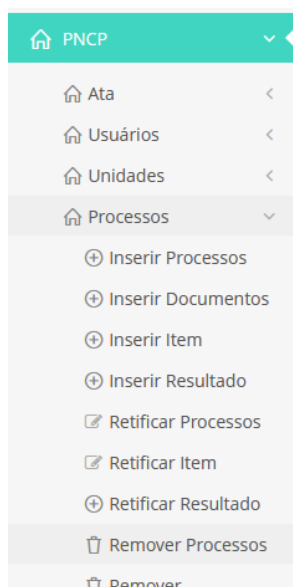 PNCP
Ata
Usuários
Unidades
Processos
Inserir Processos
Inserir Documentos
Inserir Item
Inserir Resultado
Retificar Processos
Retificar Item
Retificar Resultado
Remover Processos
Remover